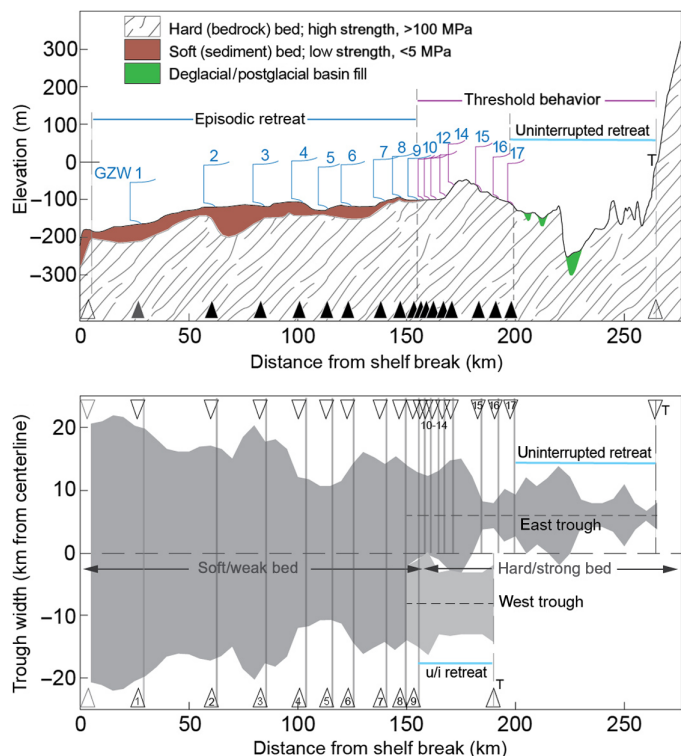 Hard (bedrock) bed; high strength, >100 MPa
Soft (sediment) bed; low strength, <5 MPa
Deglacial/postglacial basin fill
300
200
100
0
−100
−200
−300
Elevation (m)
Episodic retreat
Threshold behavior
Uninterrupted retreat
GZW 1
2
3
4
5
6
7
8
9
10
12
14
15
16
17
T
0
50
100
150
200
250
Distance from shelf break (km)
20
10
0
−10
−20
Trough width (km from centerline)
15
16
17
10-14
T
Uninterrupted retreat
East trough
Soft/weak bed
Hard/strong bed
West trough
u/i retreat
T
1
2
3
4
5
6
7
8
9
0
50
100
150
200
250
Distance from shelf break (km)